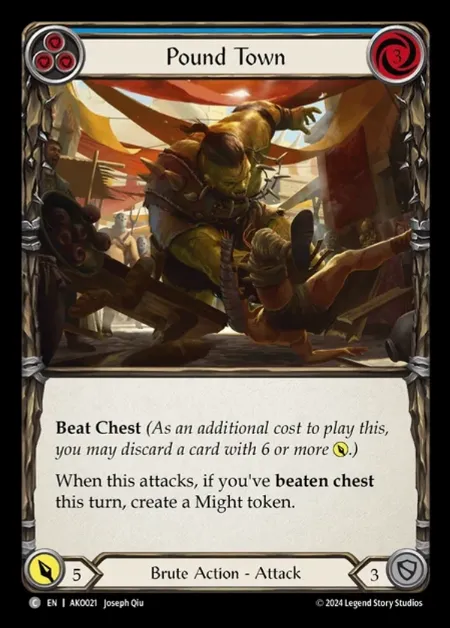 Pound Town
3
Beat Chest (As an additional cost to play this,
you may discard a card with 6 or more .)
When this attacks, if you've beaten chest
this turn, create a Might token.
5
Brute Action - Attack
3
C EN | AKO021 Joseph Qiu
© 2024 Legend Story Studios